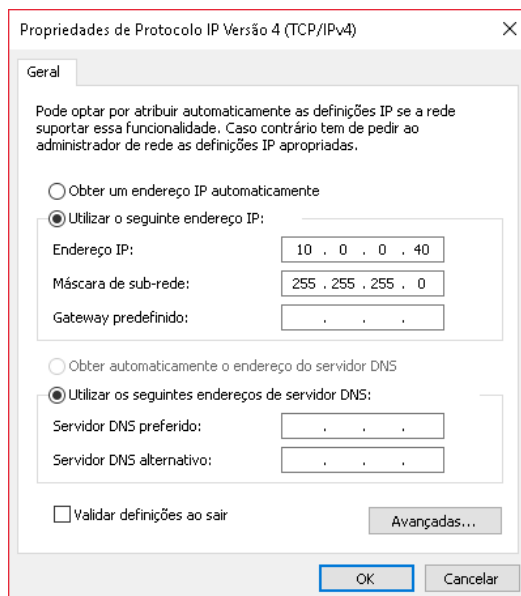 Propriedades de Protocolo IP Versão 4 (TCP/IPv4)
Geral
Pode optar por atribuir automaticamente as definições IP se a rede
suportar essa funcionalidade. Caso contrário tem de pedir ao
administrador de rede as definições IP apropriadas.
Obter um endereço IP automaticamente
Utilizar o seguinte endereço IP:
Endereço IP: 10 . 0 . 0 . 40
Máscara de sub-rede: 255 . 255 . 255 . 0
Gateway predefinido: . . .
Obter automaticamente o endereço do servidor DNS
Utilizar os seguintes endereços de servidor DNS:
Servidor DNS preferido: . . .
Servidor DNS alternativo: . . .
Validar definições ao sair
Avançadas...
OK Cancelar